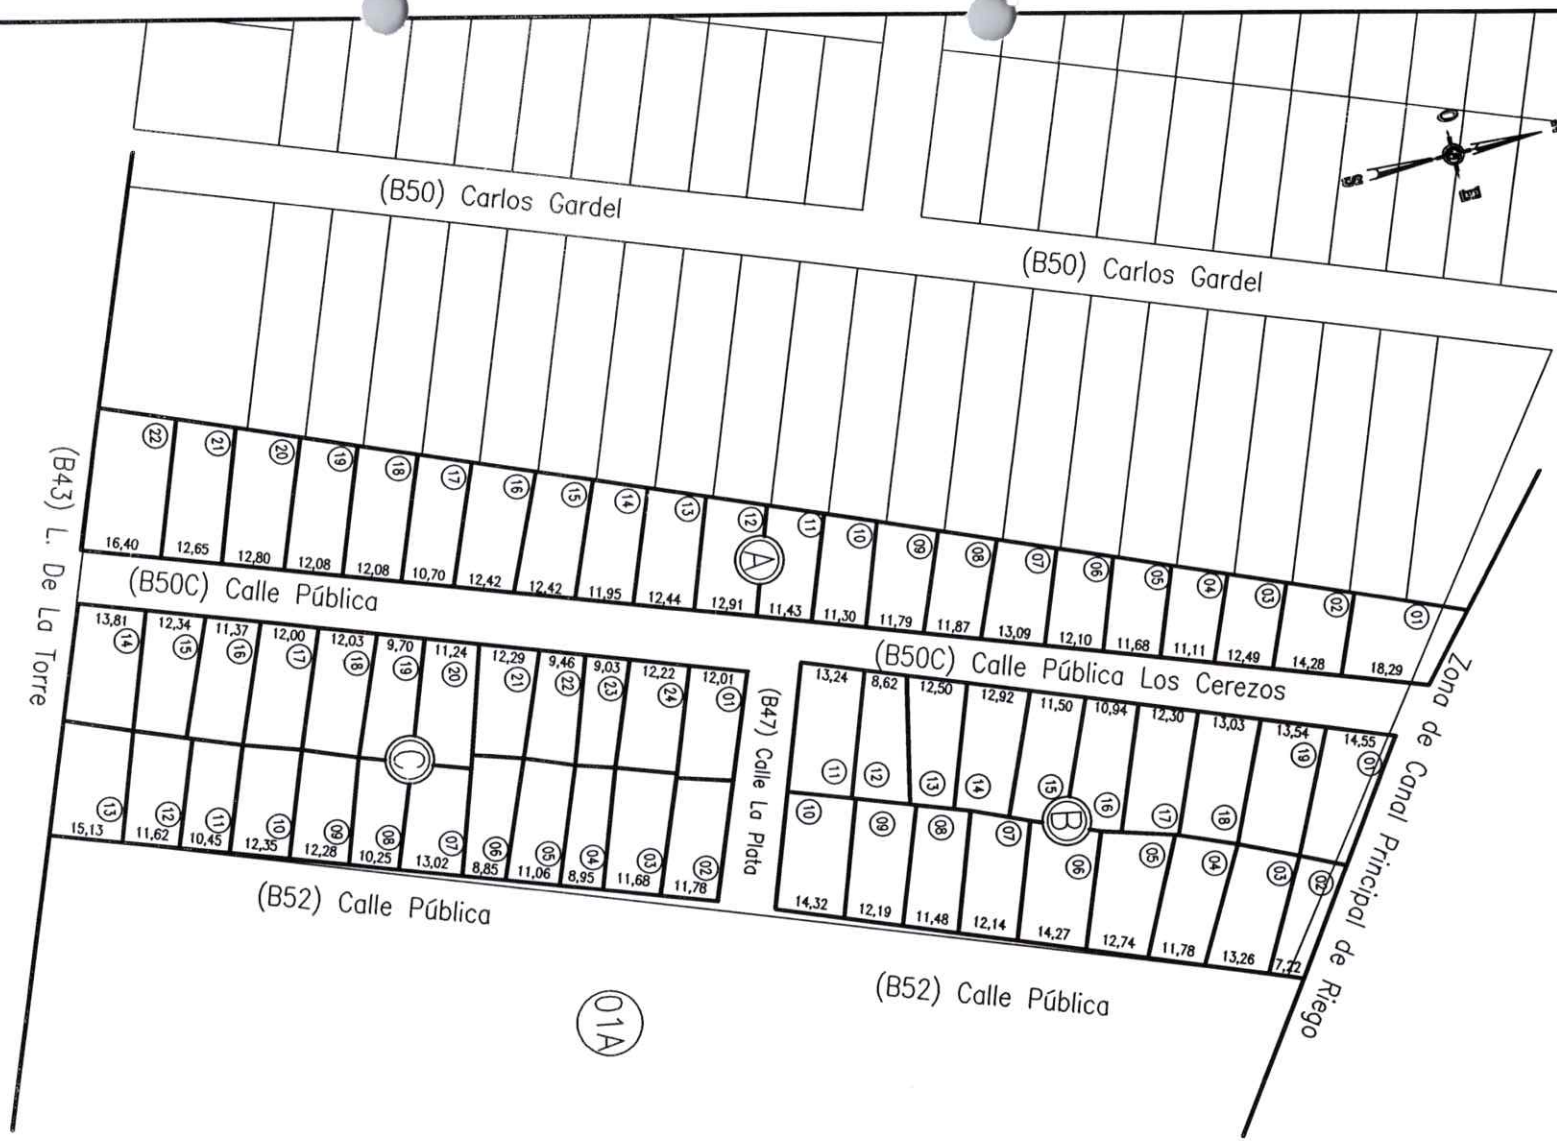 O
S
E
(B50) Carlos Gardel
(B50) Carlos Gardel
(B43) L. De La Torre
22 21 20 19 18 17 16 15 14 13 12 11 10 09 08 07 06 05 04 03 02 01
A
16,40 12,65 12,80 12,08 12,08 10,70 12,42 12,42 11,95 12,44 12,91 11,43 11,30 11,79 11,87 13,09 12,10 11,68 11,11 12,49 14,28 18,29
(B50C) Calle Pública
(B50C) Calle Pública Los Cerezos
Zona de Canal Principal de Riego
13,81 12,34 11,37 12,00 12,03 9,70 11,24 12,29 9,46 9,03 12,22 12,01
14 15 16 17 18 19 20 21 22 23 24 01
C
13 12 11 10 09 08 07 06 05 04 03 02
15,13 11,62 10,45 12,35 12,28 10,25 13,02 8,85 11,06 8,95 11,68 11,78
(B47) Calle La Plata
13,24 8,62 12,50 12,92 11,50 10,94 12,30 13,03 13,54 14,55
11 12 13 14 15 16 17 18 19 01
B
10 09 08 07 06 05 04 03 02
14,32 12,19 11,48 12,14 14,27 12,74 11,78 13,26 7,22
(B52) Calle Pública
(B52) Calle Pública
01A